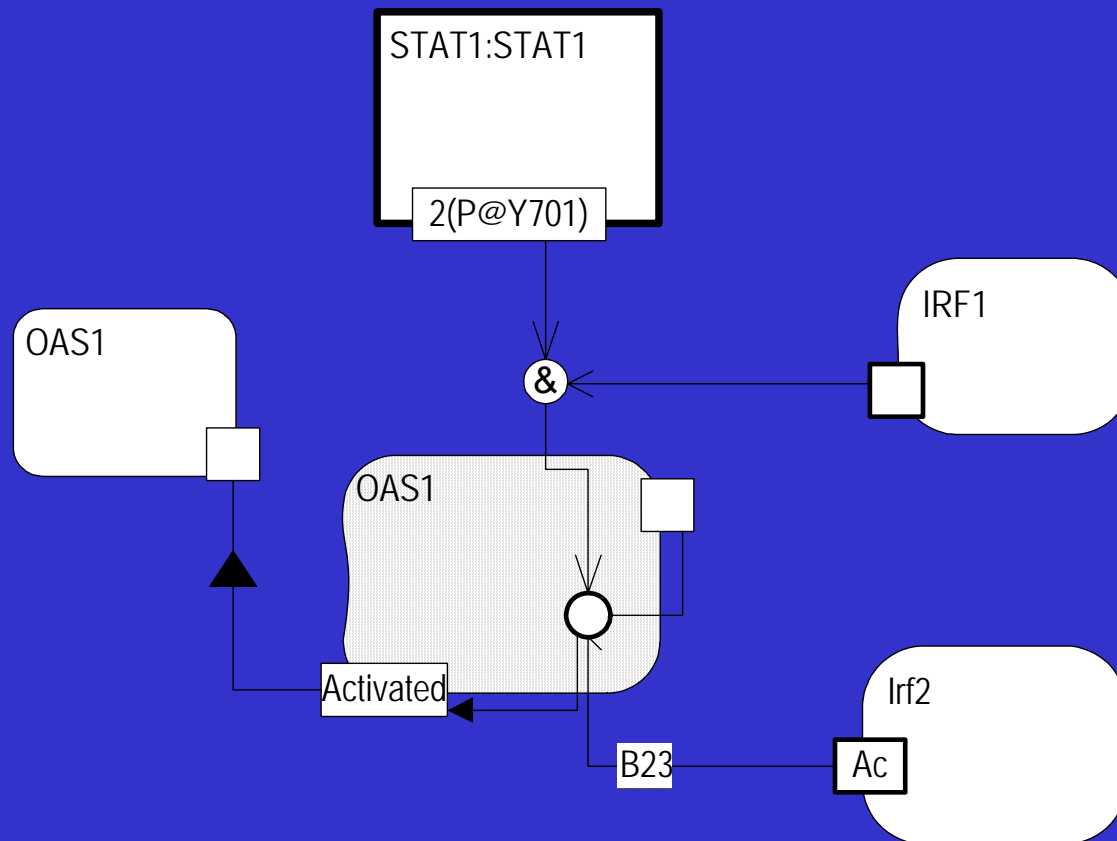 STAT1:STAT1
2(P@Y701)
IRF1
OAS1
&
OAS1
Activated
Irf2
B23
Ac